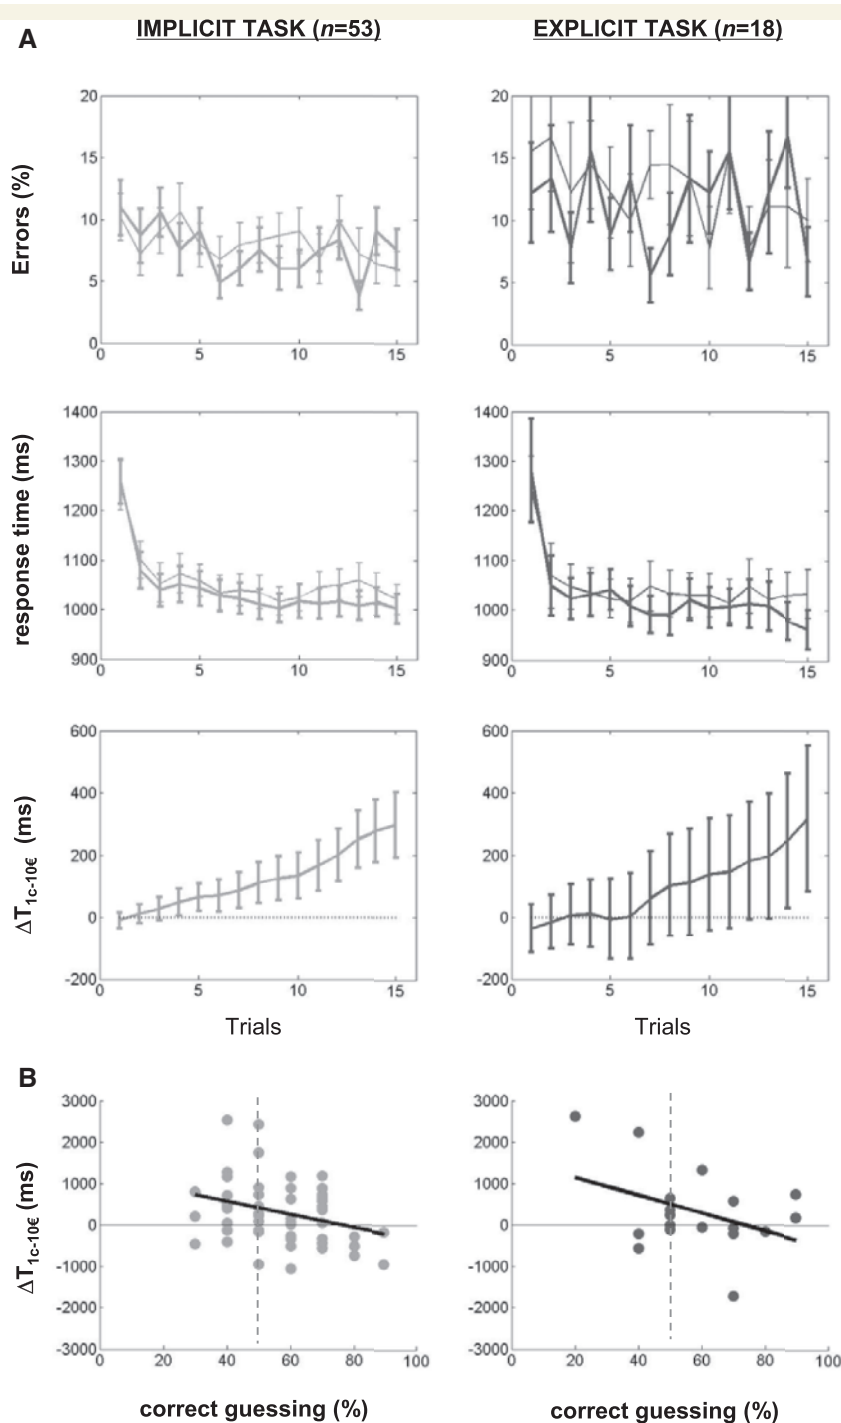 A
IMPLICIT TASK (n=53)
EXPLICIT TASK (n=18)
Errors (%)
20
15
10
5
0
0 5 10 15
20
15
10
5
0
0 5 10 15
response time (ms)
1400
1300
1200
1100
1000
900
0 5 10 15
1400
1300
1200
1100
1000
900
0 5 10 15
ΔT1c-10€ (ms)
600
400
200
0
-200
0 5 10 15
Trials
600
400
200
0
-200
0 5 10 15
Trials
B
ΔT1c-10€ (ms)
3000
2000
1000
0
-1000
-2000
-3000
0 20 40 60 80 100
correct guessing (%)
3000
2000
1000
0
-1000
-2000
-3000
0 20 40 60 80 100
correct guessing (%)